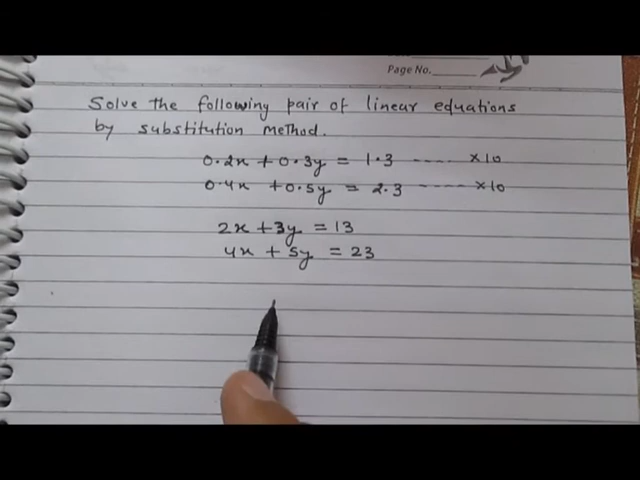 Page No.
Solve the following pair of linear equations
by substitution method.
0.2x + 0.3y = 1.3 ..... ×10
0.4x + 0.5y = 2.3 ...... ×10
2x + 3y = 13
4x + 5y = 23